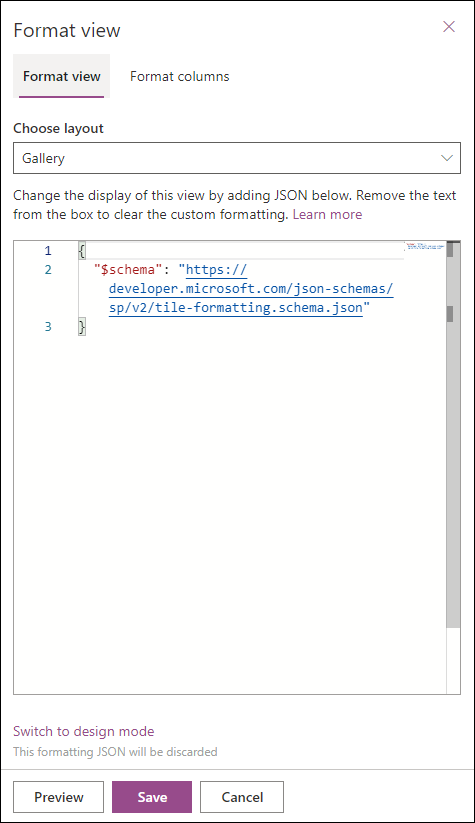 Format view
Format view Format columns
Choose layout
Gallery
Change the display of this view by adding JSON below. Remove the text
from the box to clear the custom formatting. Learn more
1 {
2 "$schema": "https://
developer.microsoft.com/json-schemas/
sp/v2/tile-formatting.schema.json"
3 }
Switch to design mode
This formatting JSON will be discarded
Preview Save Cancel